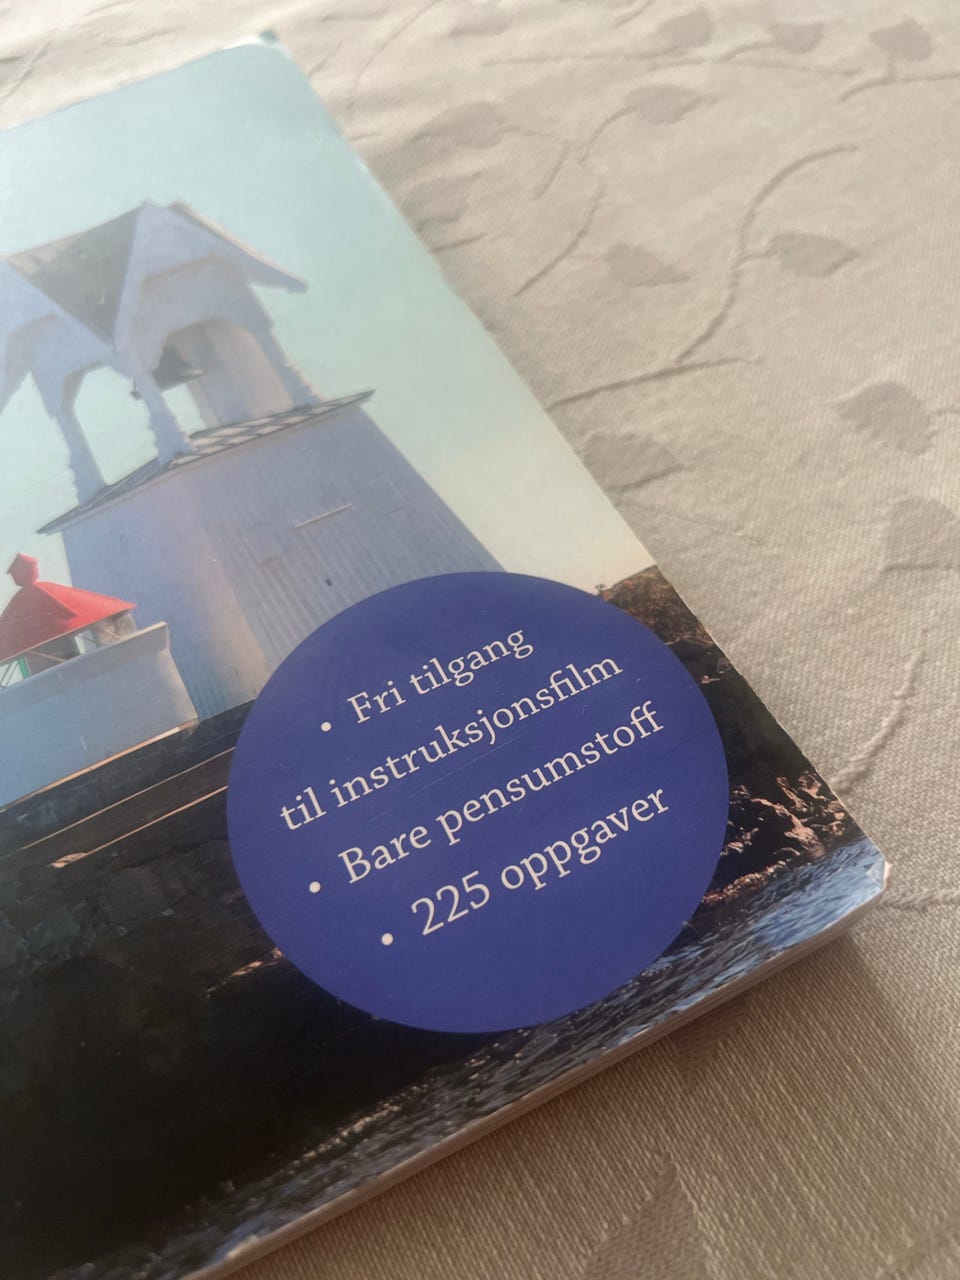 • Fri tilgang
til instruksjonsfilm
• Bare pensumstoff
• 225 oppgaver